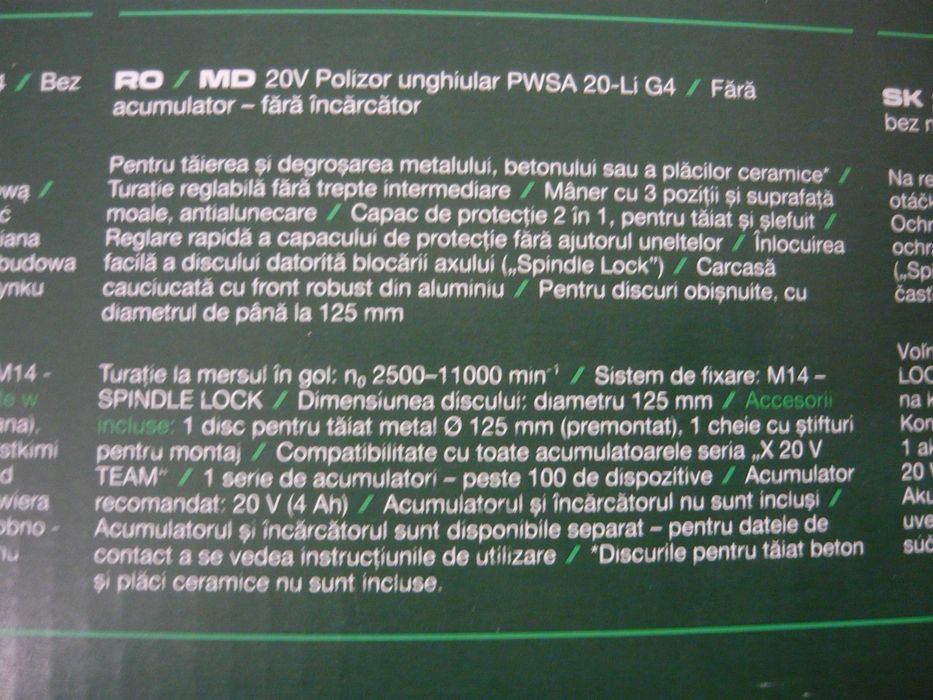 / Bez
RO / MD 20V Polizor unghiular PWSA 20-Li G4 / Fără
acumulator – fără încărcător
Pentru tăierea și degroșarea metalului, betonului sau a plăcilor ceramice* /
Turație reglabilă fără trepte intermediare / Mâner cu 3 poziții și suprafață
moale, antialunecare / Capac de protecție 2 în 1, pentru tăiat și șlefuit /
Reglare rapidă a capacului de protecție fără ajutorul uneltelor / Înlocuirea
facilă a discului datorită blocării axului („Spindle Lock”) / Carcasă
cauciucată cu front robust din aluminiu / Pentru discuri obișnuite, cu
diametrul de până la 125 mm
Turație la mersul în gol: n₀ 2500–11000 min⁻¹ / Sistem de fixare: M14 –
SPINDLE LOCK / Dimensiunea discului: diametru 125 mm / Accesorii
incluse: 1 disc pentru tăiat metal Ø 125 mm (premontat), 1 cheie cu știfturi
pentru montaj / Compatibilitate cu toate acumulatoarele seria „X 20 V
TEAM“ / 1 serie de acumulatori – peste 100 de dispozitive / Acumulator
recomandat: 20 V (4 Ah) / Acumulatorul și încărcătorul nu sunt incluși /
Acumulatorul și încărcătorul sunt disponibile separat – pentru datele de
contact a se vedea instrucțiunile de utilizare / *Discurile pentru tăiat beton
și plăci ceramice nu sunt incluse.
SK
bez
Na